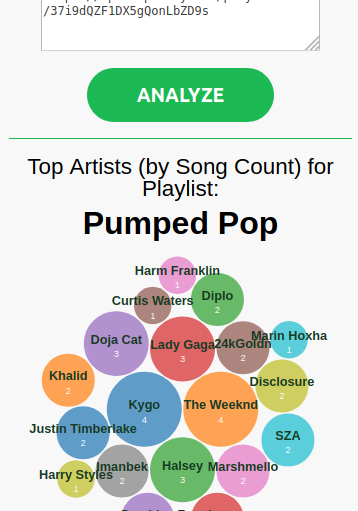 /37i9dQZF1DX5gQonLbZD9s
ANALYZE
Top Artists (by Song Count) for
Playlist:
Pumped Pop
Harm Franklin
1
Diplo
2
Curtis Waters
1
Marin Hoxha
1
Doja Cat
3
Lady Gaga
3
24kGoldn
2
Khalid
2
Disclosure
2
Kygo
4
The Weeknd
4
Justin Timberlake
2
SZA
2
Imanbek
2
Halsey
3
Marshmello
2
Harry Styles
1